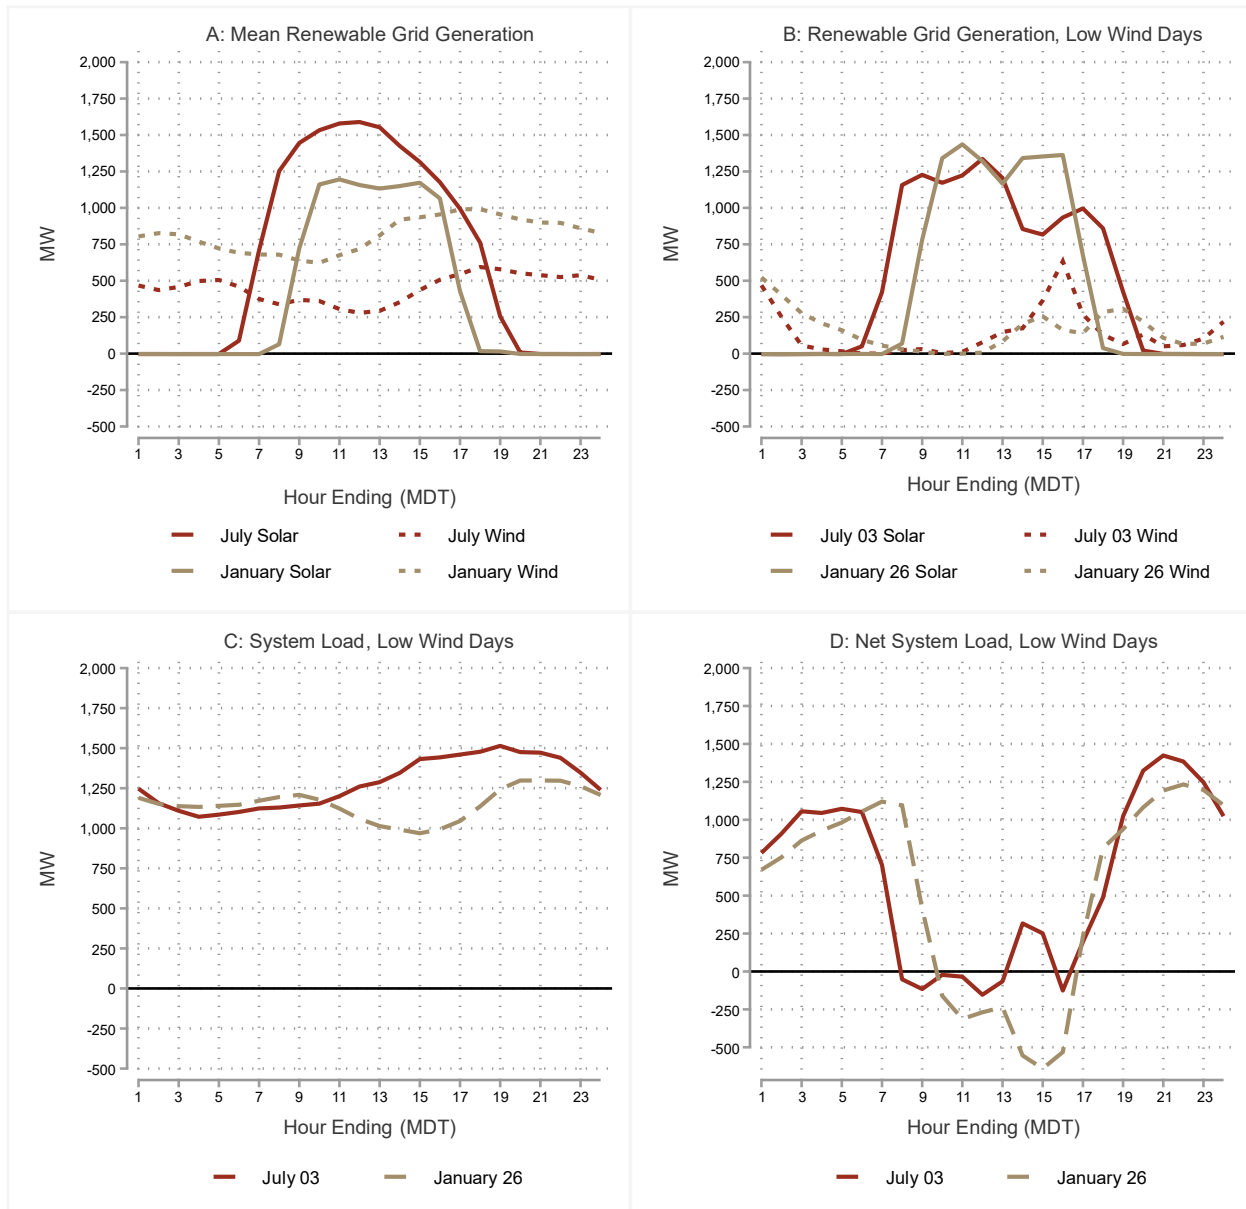 A: Mean Renewable Grid Generation
2,000
1,750
1,500
1,250
1,000
750
500
250
0
-250
-500
MW
1 3 5 7 9 11 13 15 17 19 21 23
Hour Ending (MDT)
July Solar July Wind
January Solar January Wind
B: Renewable Grid Generation, Low Wind Days
2,000
1,750
1,500
1,250
1,000
750
500
250
0
-250
-500
MW
1 3 5 7 9 11 13 15 17 19 21 23
Hour Ending (MDT)
July 03 Solar July 03 Wind
January 26 Solar January 26 Wind
C: System Load, Low Wind Days
2,000
1,750
1,500
1,250
1,000
750
500
250
0
-250
-500
MW
1 3 5 7 9 11 13 15 17 19 21 23
Hour Ending (MDT)
July 03 January 26
D: Net System Load, Low Wind Days
2,000
1,750
1,500
1,250
1,000
750
500
250
0
-250
-500
MW
1 3 5 7 9 11 13 15 17 19 21 23
Hour Ending (MDT)
July 03 January 26